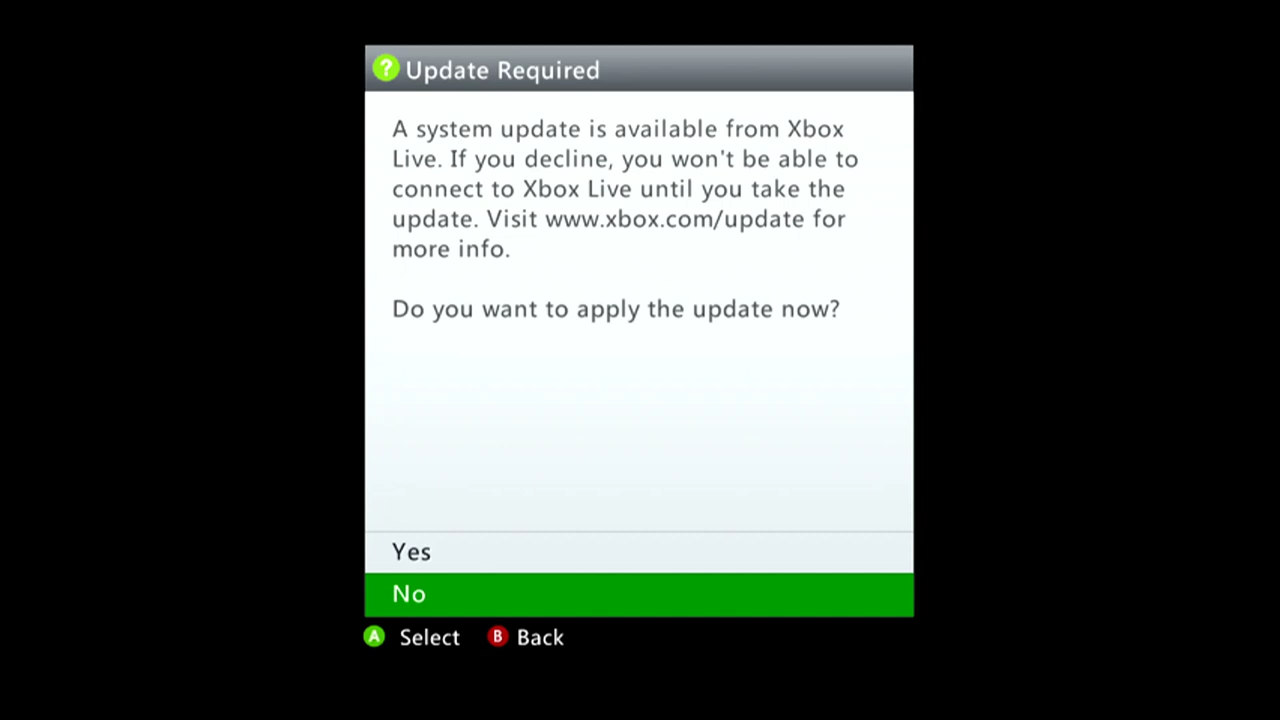 ? Update Required
A system update is available from Xbox
Live. If you decline, you won't be able to
connect to Xbox Live until you take the
update. Visit www.xbox.com/update for
more info.
Do you want to apply the update now?
Yes
No
A Select B Back